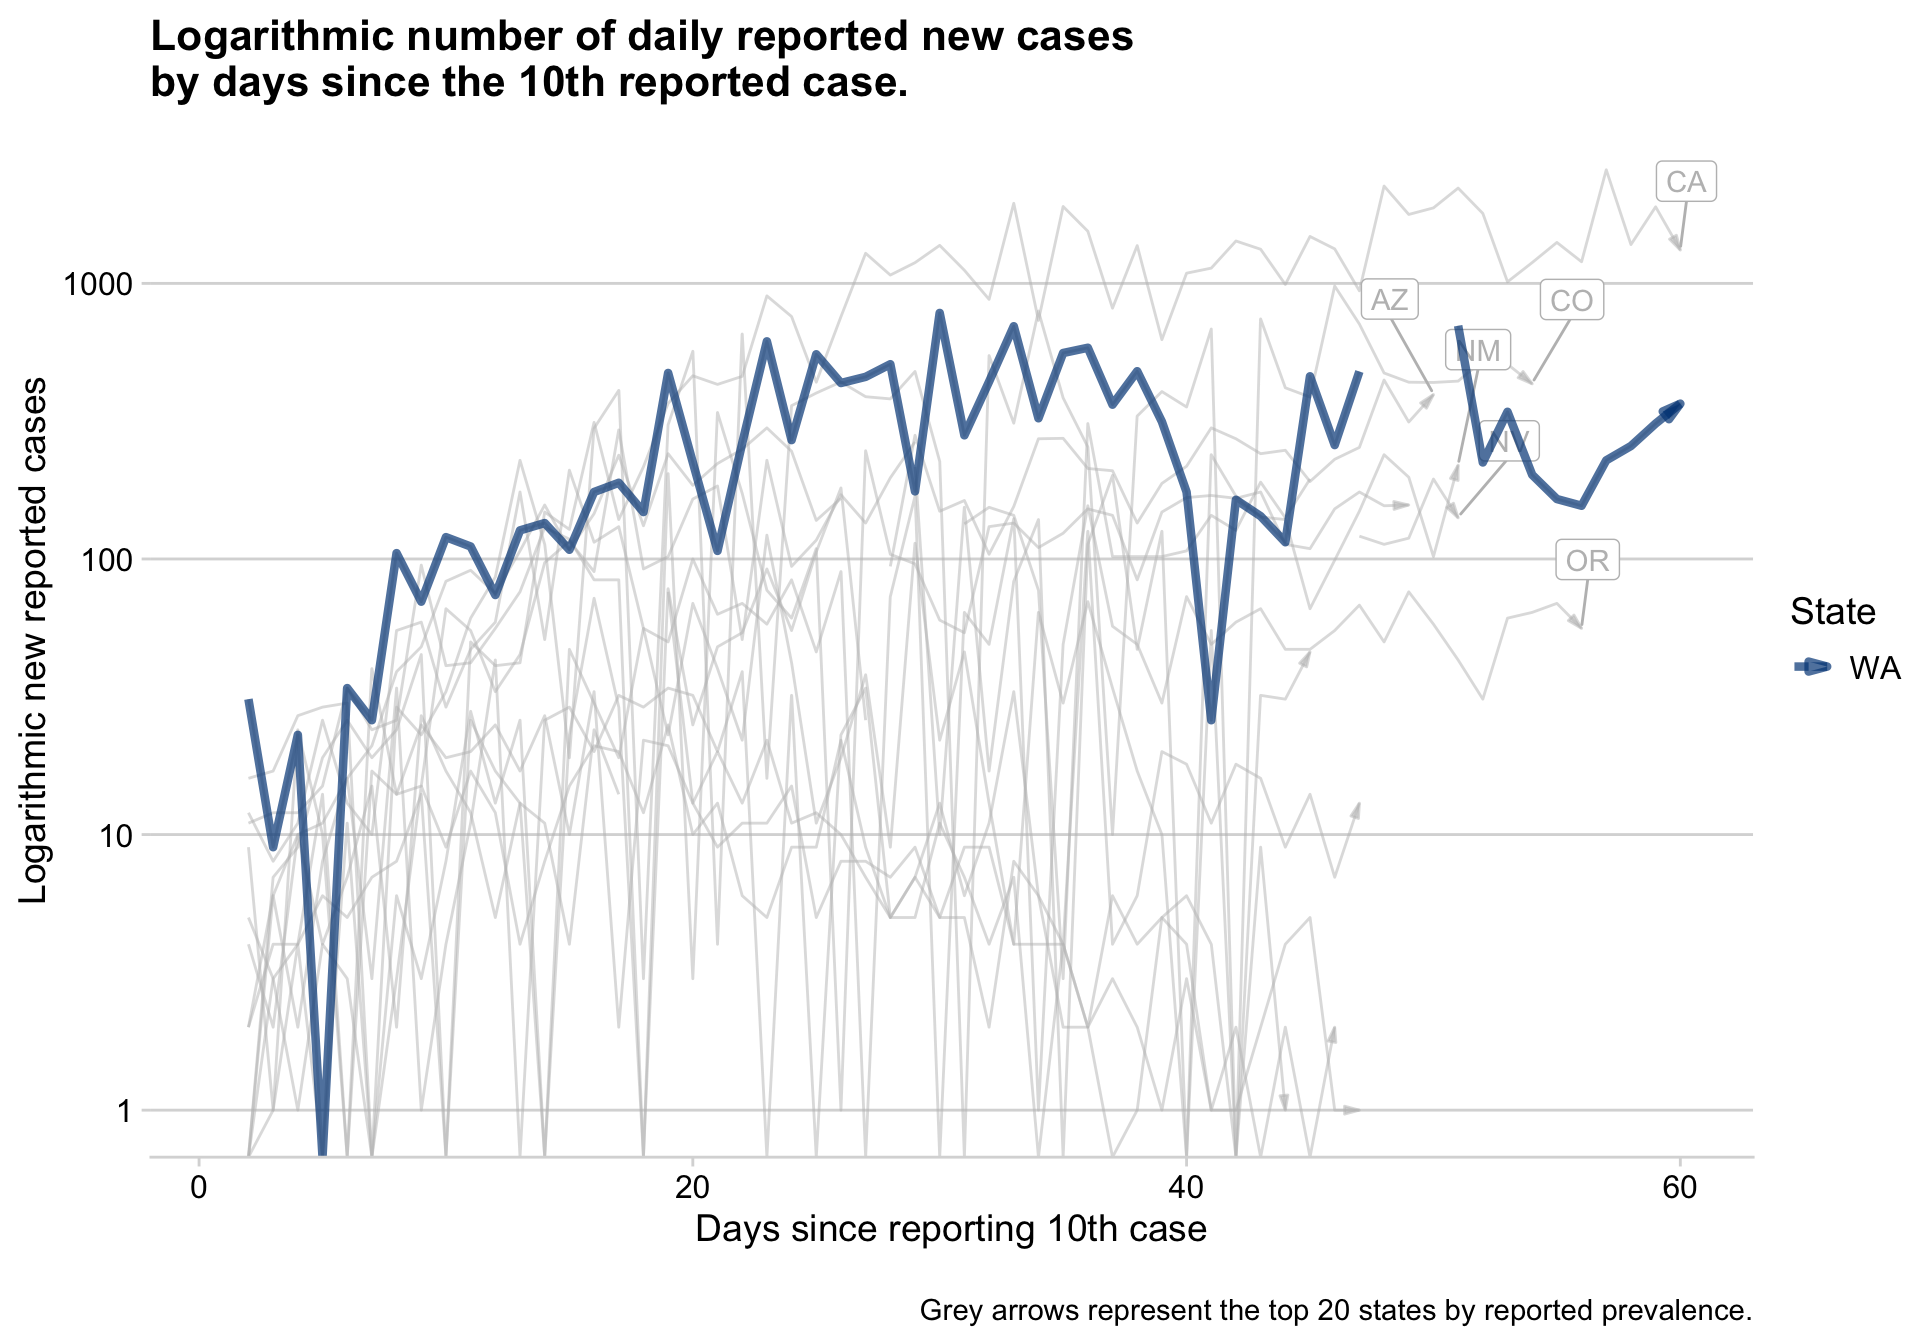 Logarithmic number of daily reported new cases
by days since the 10th reported case.
CA
1000
AZ
CO
NM
NV
100
OR
State
WA
10
1
Logarithmic new reported cases
0
20
40
60
Days since reporting 10th case
Grey arrows represent the top 20 states by reported prevalence.